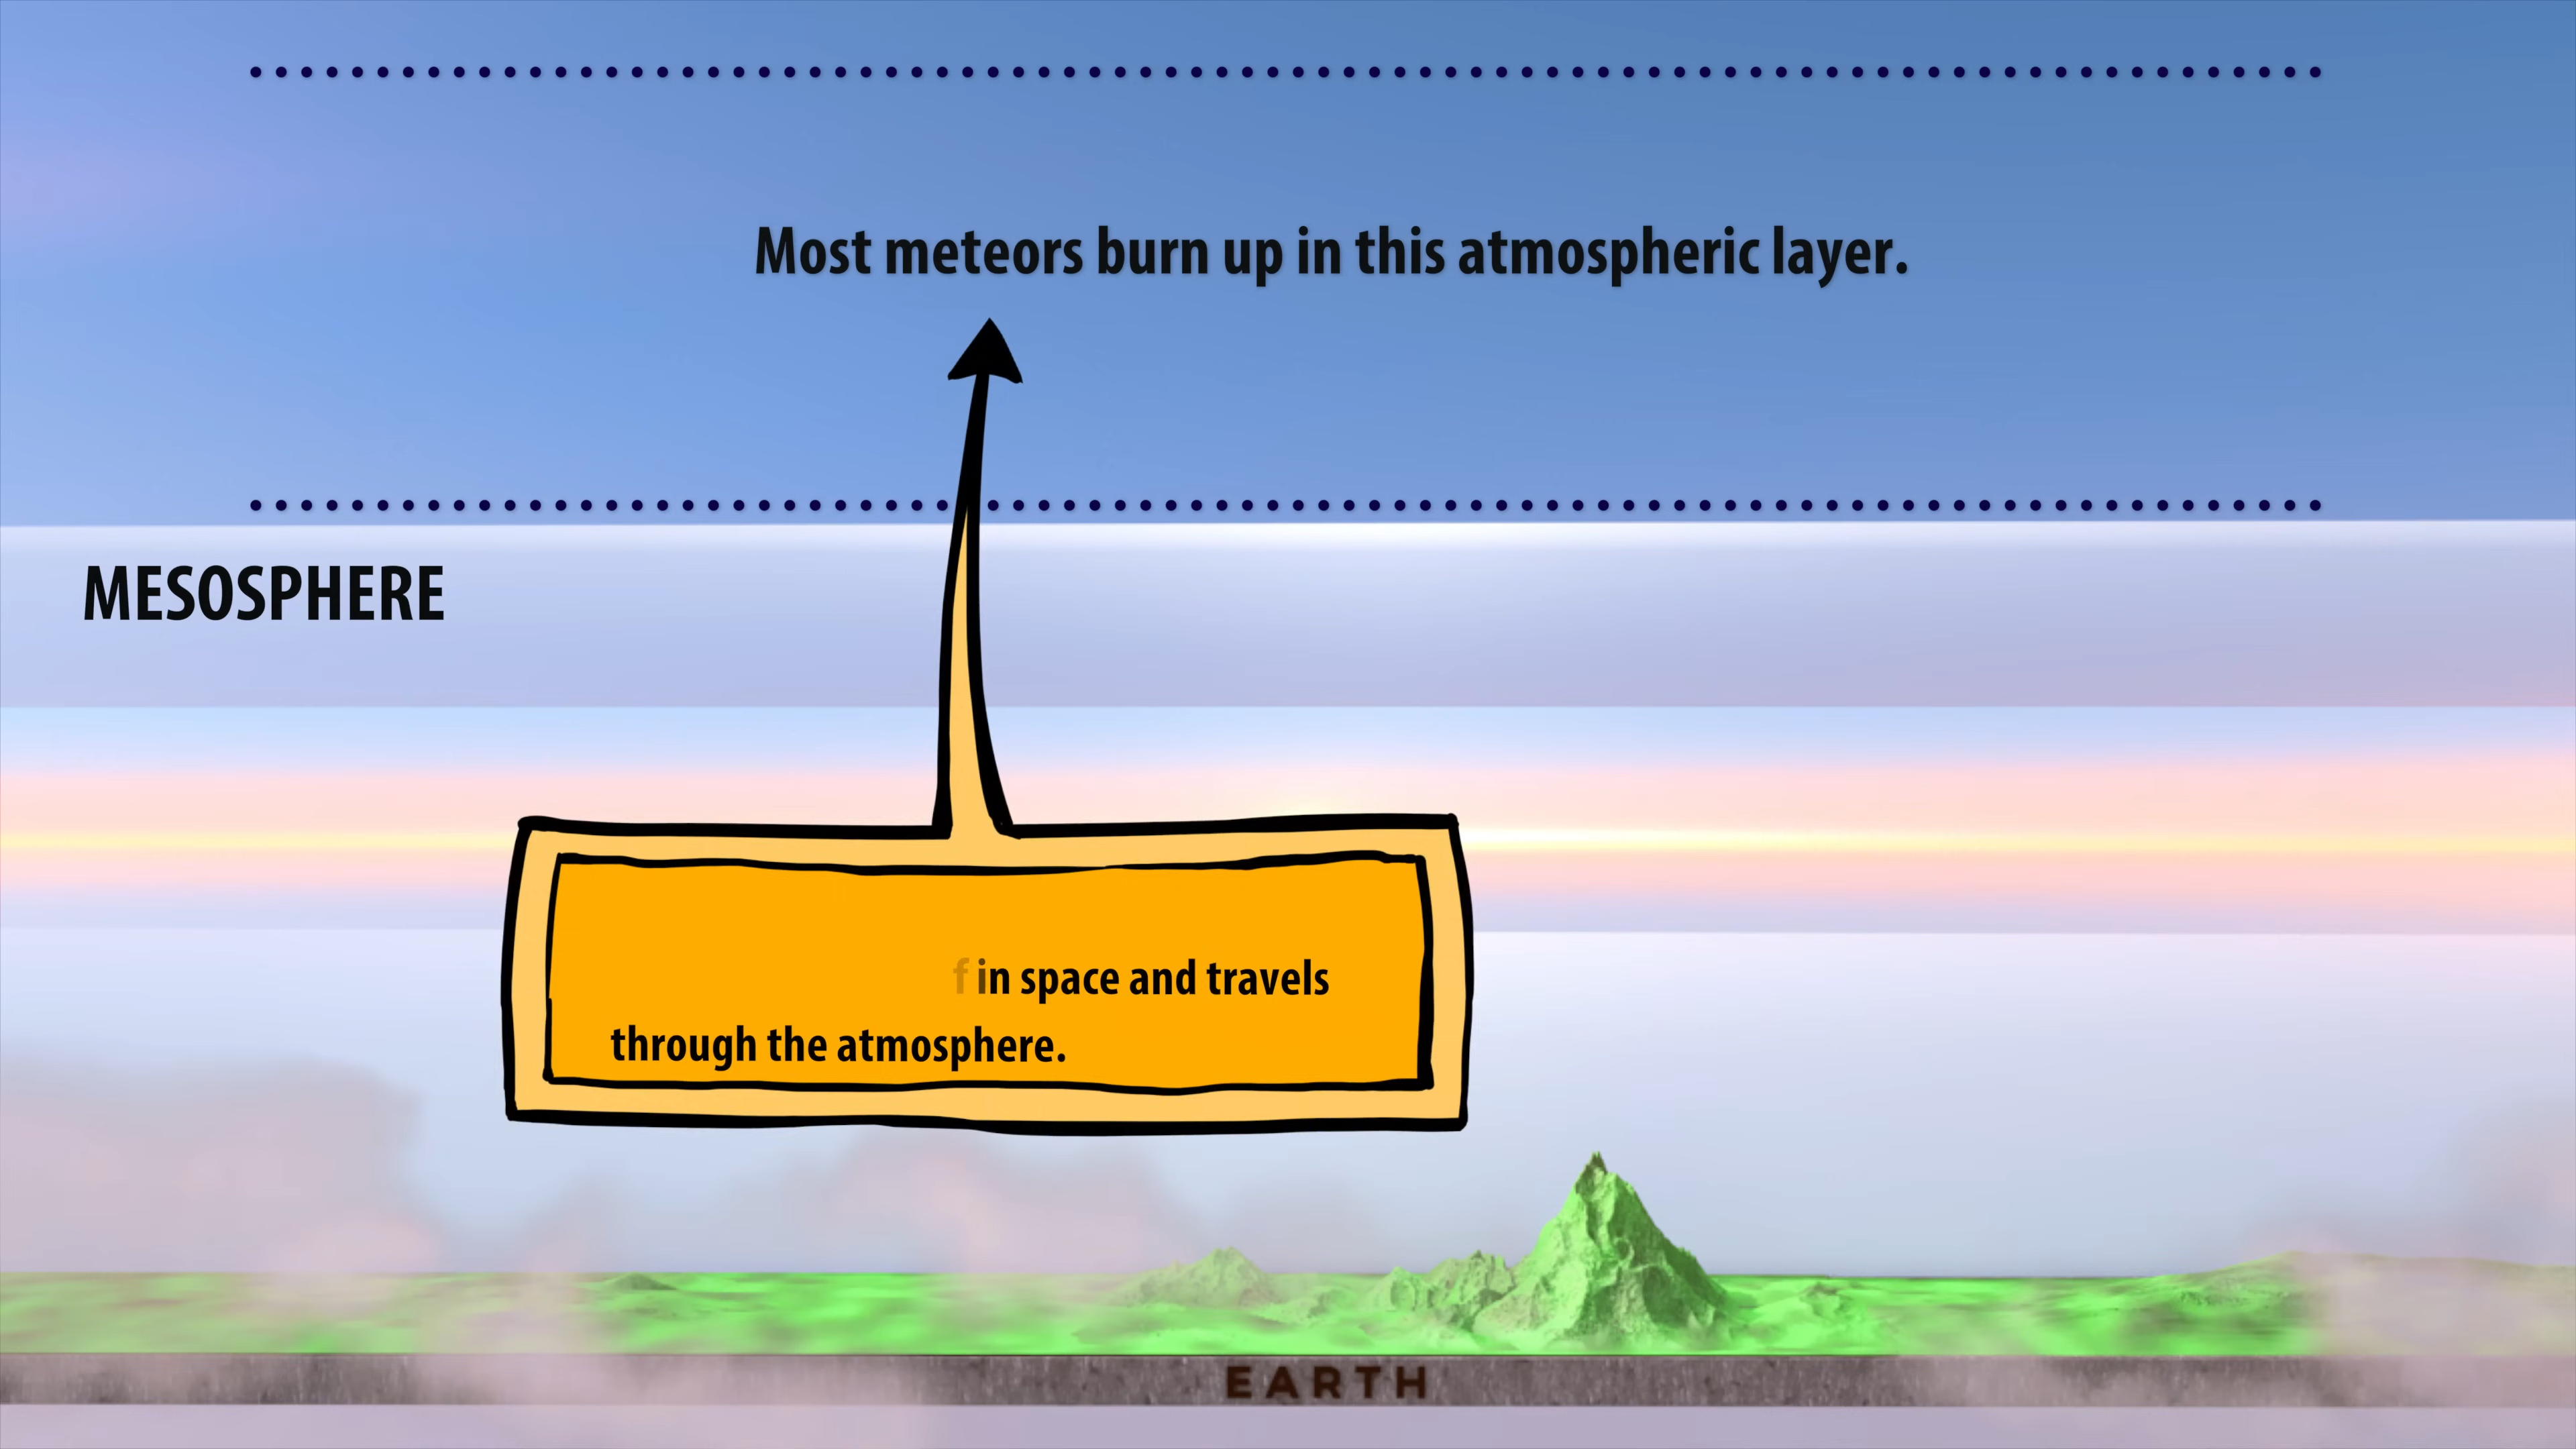 Most meteors burn up in this atmospheric layer.
MESOSPHERE
f in space and travels
through the atmosphere.
EARTH